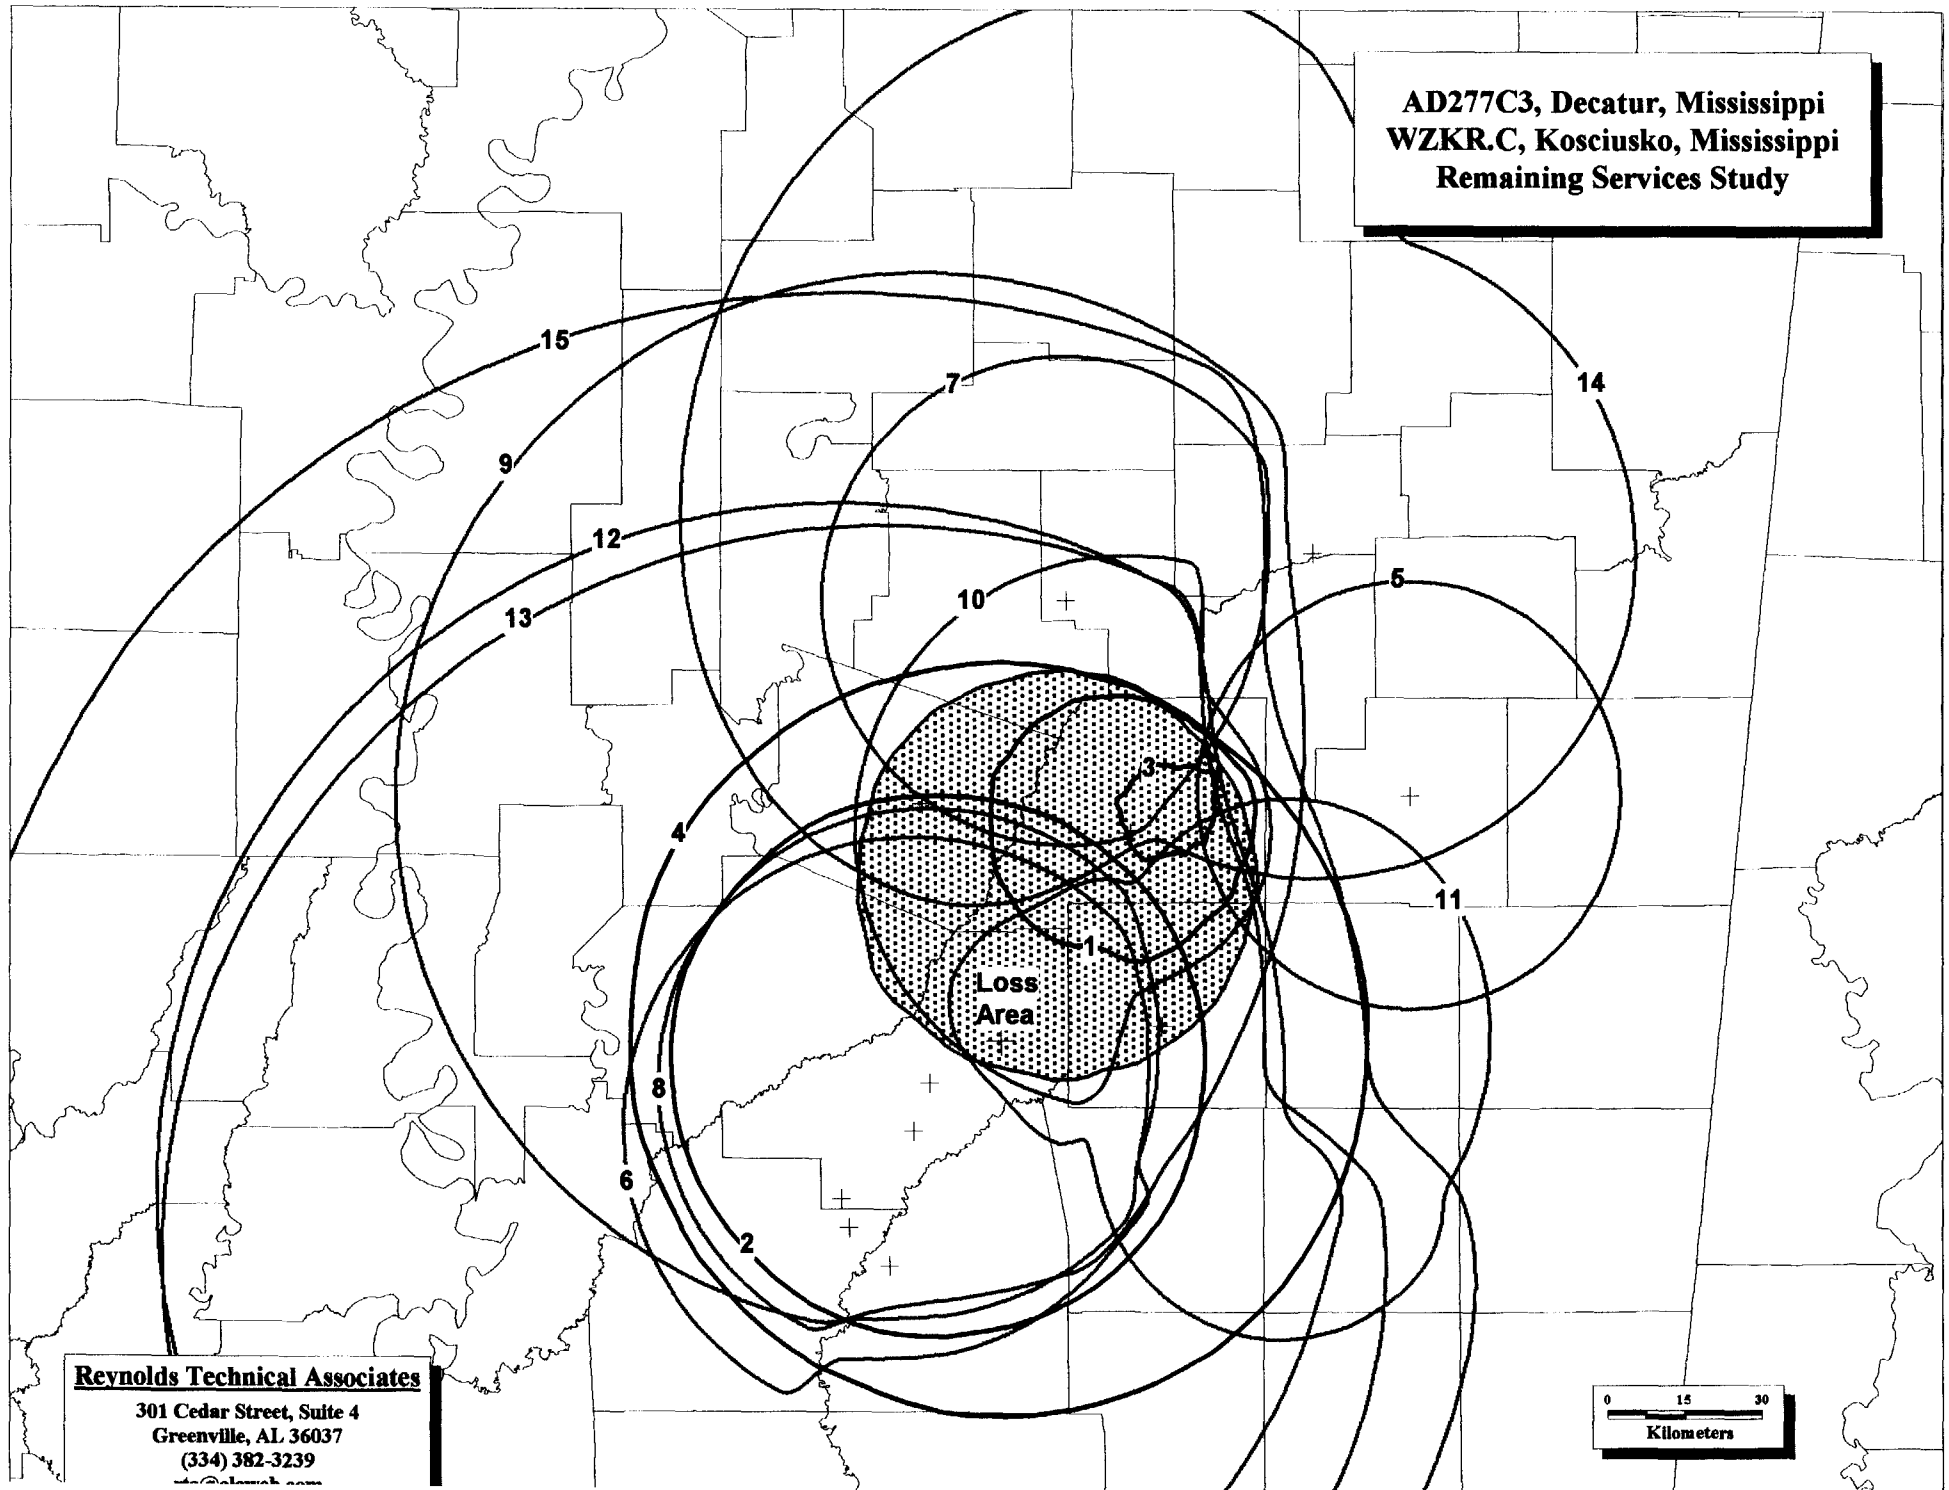 AD277C3, Decatur, Mississippi
WZKR.C, Kosciusko, Mississippi
Remaining Services Study
15
7
14
9
12
13
10
5
3
4
11
1
Loss
Area
8
6
2
Reynolds Technical Associates
301 Cedar Street, Suite 4
Greenville, AL 36037
(334) 382-3239
0 15 30
Kilometers